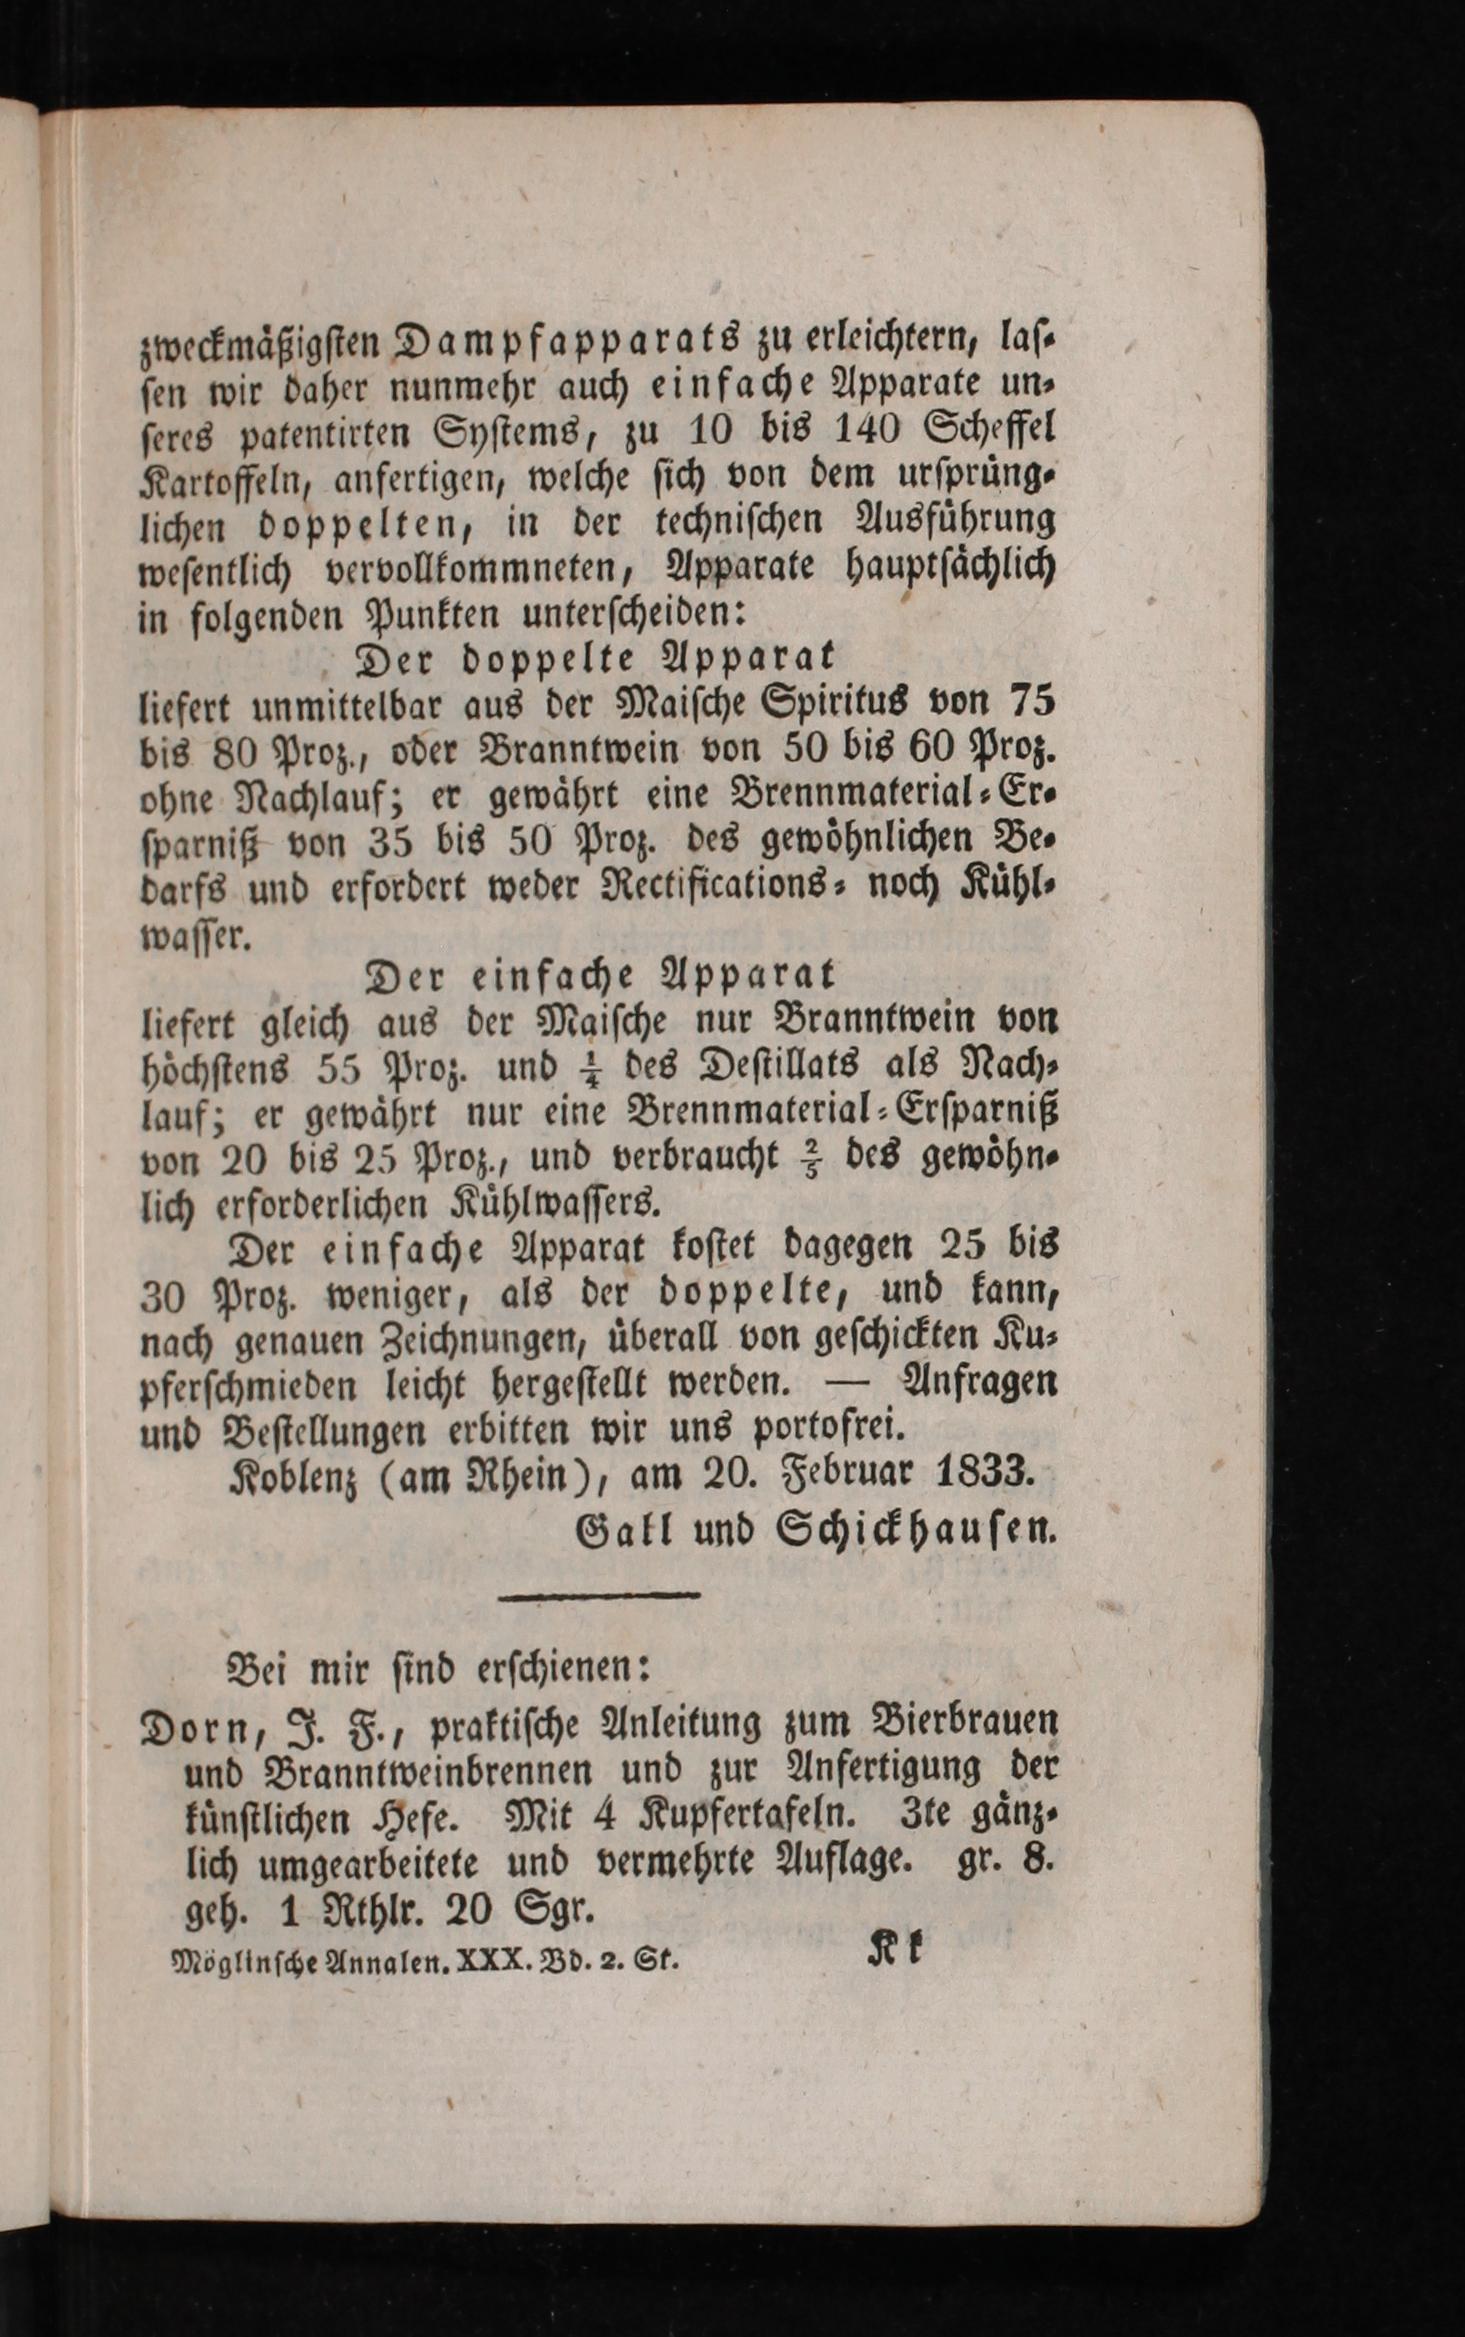 zweckmäßigſten Dampfapparats zu erleichtern, laſ-
ſen wir daher nunmehr auch einfache Apparate un-
ſeres patentirten Syſtems, zu 10 bis 140 Scheffel
Kartoffeln, anfertigen, welche ſich von dem urſprüng-
lichen doppelten, in der techniſchen Ausführung
weſentlich vervollkommneten, Apparate hauptſächlich
in folgenden Punkten unterſcheiden:
Der doppelte Apparat
liefert unmittelbar aus der Maiſche Spiritus von 75
bis 80 Proz., oder Branntwein von 50 bis 60 Proz.
ohne Nachlauf; er gewährt eine Brennmaterial-Er-
ſparniß von 35 bis 50 Proz. des gewöhnlichen Be-
darfs und erfordert weder Rectifications- noch Kühl-
waſſer.
Der einfache Apparat
liefert gleich aus der Maiſche nur Branntwein von
höchſtens 55 Proz. und ¼ des Deſtillats als Nach-
lauf; er gewährt nur eine Brennmaterial-Erſparniß
von 20 bis 25 Proz., und verbraucht ⅖ des gewöhn-
lich erforderlichen Kühlwaſſers.
Der einfache Apparat koſtet dagegen 25 bis
30 Proz. weniger, als der doppelte, und kann,
nach genauen Zeichnungen, überall von geſchickten Ku-
pferſchmieden leicht hergeſtellt werden. — Anfragen
und Beſtellungen erbitten wir uns portofrei.
Koblenz (am Rhein), am 20. Februar 1833.
Gall und Schickhauſen.
Bei mir ſind erſchienen:
Dorn, J. F., praktiſche Anleitung zum Bierbrauen
und Branntweinbrennen und zur Anfertigung der
künſtlichen Hefe. Mit 4 Kupfertafeln. 3te gänz-
lich umgearbeitete und vermehrte Auflage. gr. 8.
geh. 1 Rthlr. 20 Sgr.
Möglinſche Annalen. XXX. Bd. 2. St. Kk